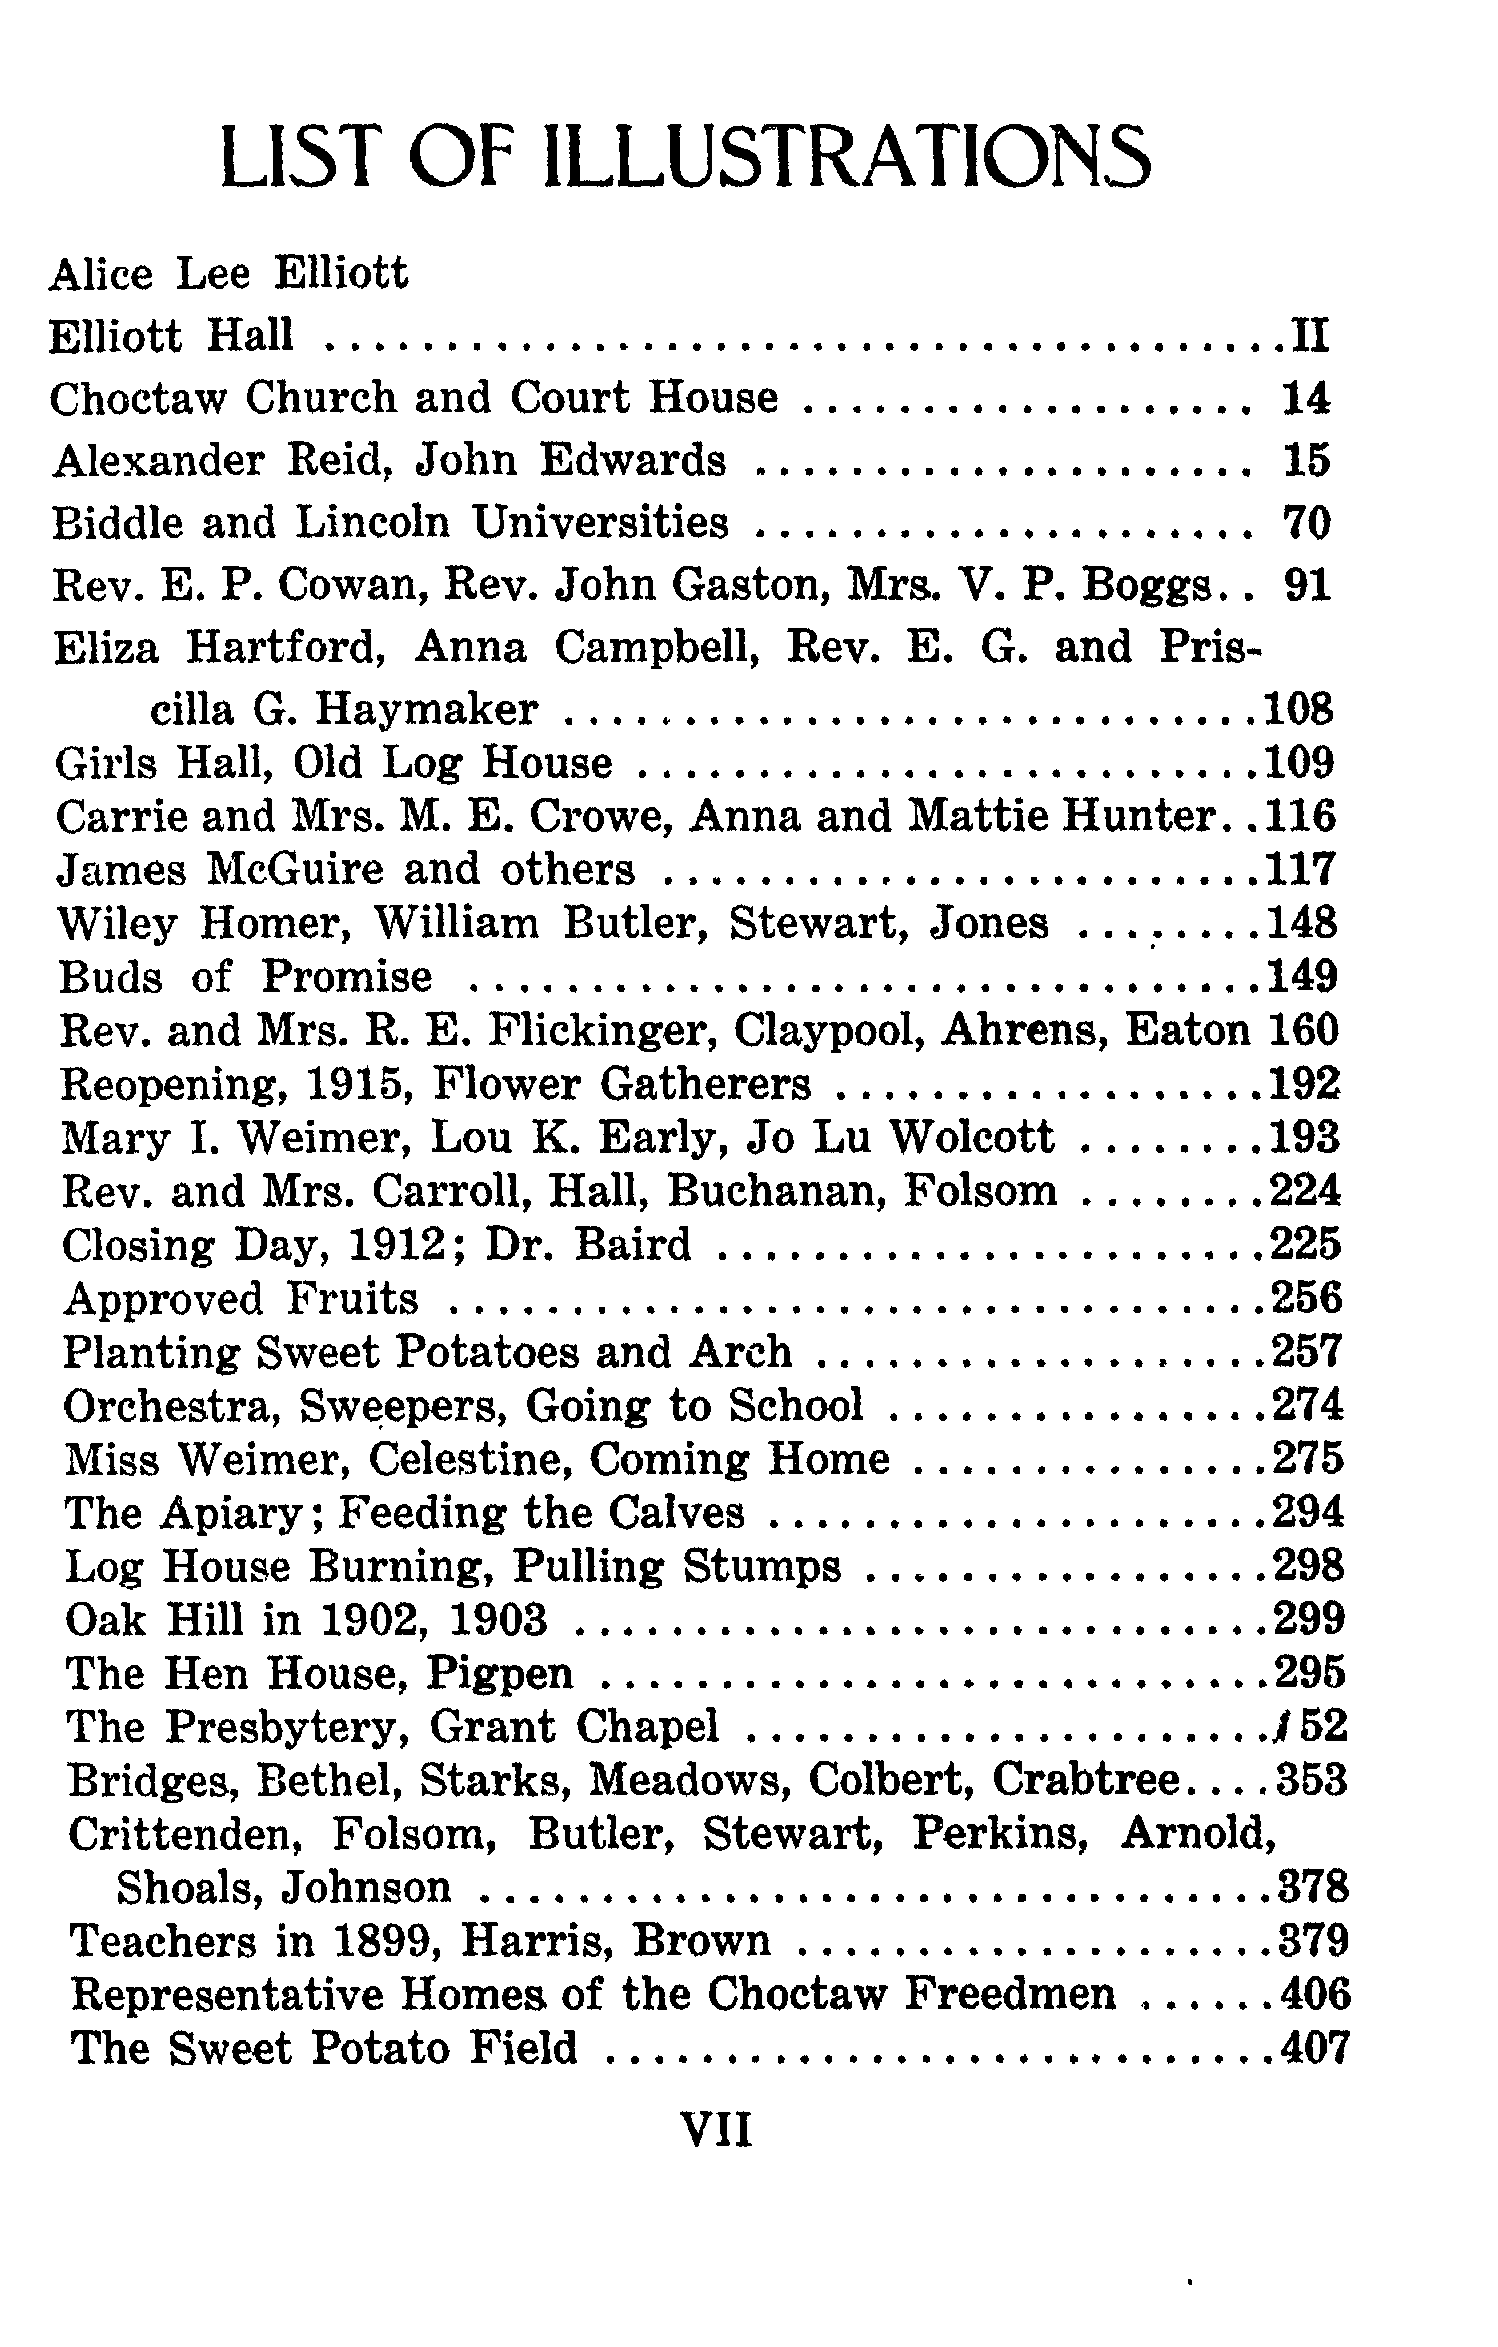 LIST OF ILLUSTRATIONS
Alice Lee Elliott
Elliott Hall ........................................II
Choctaw Church and Court House ................... 14
Alexander Reid, John Edwards ..................... 15
Biddle and Lincoln Universities ..................... 70
Rev. E. P. Cowan, Rev. John Gaston, Mrs. V. P. Boggs.. 91
Eliza Hartford, Anna Campbell, Rev. E. G. and Pris-
cilla G. Haymaker .............................108
Girls Hall, Old Log House ..........................109
Carrie and Mrs. M. E. Crowe, Anna and Mattie Hunter..116
James McGuire and others .........................117
Wiley Homer, William Butler, Stewart, Jones ........148
Buds of Promise .................................149
Rev. and Mrs. R. E. Flickinger, Claypool, Ahrens, Eaton 160
Reopening, 1915, Flower Gatherers ..................192
Mary I. Weimer, Lou K. Early, Jo Lu Wolcott ........193
Rev. and Mrs. Carroll, Hall, Buchanan, Folsom ........224
Closing Day, 1912; Dr. Baird .......................225
Approved Fruits ..................................256
Planting Sweet Potatoes and Arch ...................257
Orchestra, Sweepers, Going to School ................274
Miss Weimer, Celestine, Coming Home ...............275
The Apiary; Feeding the Calves .....................294
Log House Burning, Pulling Stumps .................298
Oak Hill in 1902, 1903 .............................299
The Hen House, Pigpen ............................295
The Presbytery, Grant Chapel ......................152
Bridges, Bethel, Starks, Meadows, Colbert, Crabtree....353
Crittenden, Folsom, Butler, Stewart, Perkins, Arnold,
Shoals, Johnson .................................378
Teachers in 1899, Harris, Brown ....................379
Representative Homes of the Choctaw Freedmen ......406
The Sweet Potato Field ............................407
VII